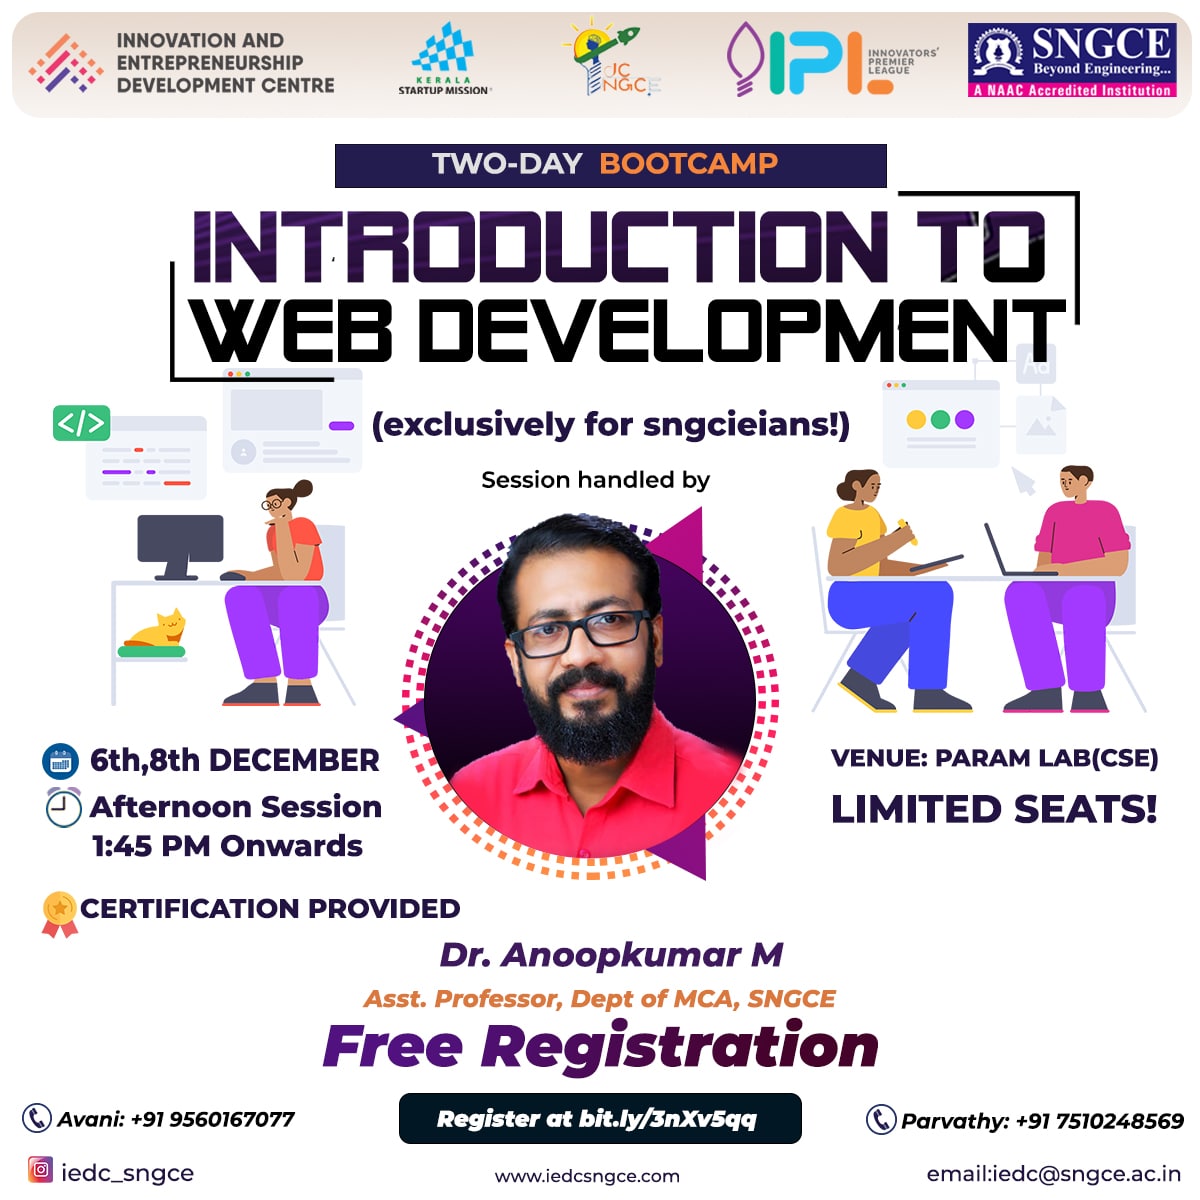 INNOVATION AND
ENTREPRENEURSHIP
DEVELOPMENT CENTRE
KERALA
STARTUP MISSION
IPL
INNOVATORS'
PREMIER
LEAGUE
SNGCE
Beyond Engineering...
A NAAC Accredited Institution
TWO-DAY BOOTCAMP
INTRODUCTION TO
WEB DEVELOPMENT
Ad
</>
(exclusively for sngcieians!)
Session handled by
6th,8th DECEMBER
Afternoon Session
1:45 PM Onwards
VENUE: PARAM LAB(CSE)
LIMITED SEATS!
CERTIFICATION PROVIDED
Dr. Anoopkumar M
Asst. Professor, Dept of MCA, SNGCE
Free Registration
Avani: +91 9560167077
Register at bit.ly/3nXv5qq
Parvathy: +91 7510248569
iedc_sngce
www.iedcsngce.com
email:iedc@sngce.ac.in